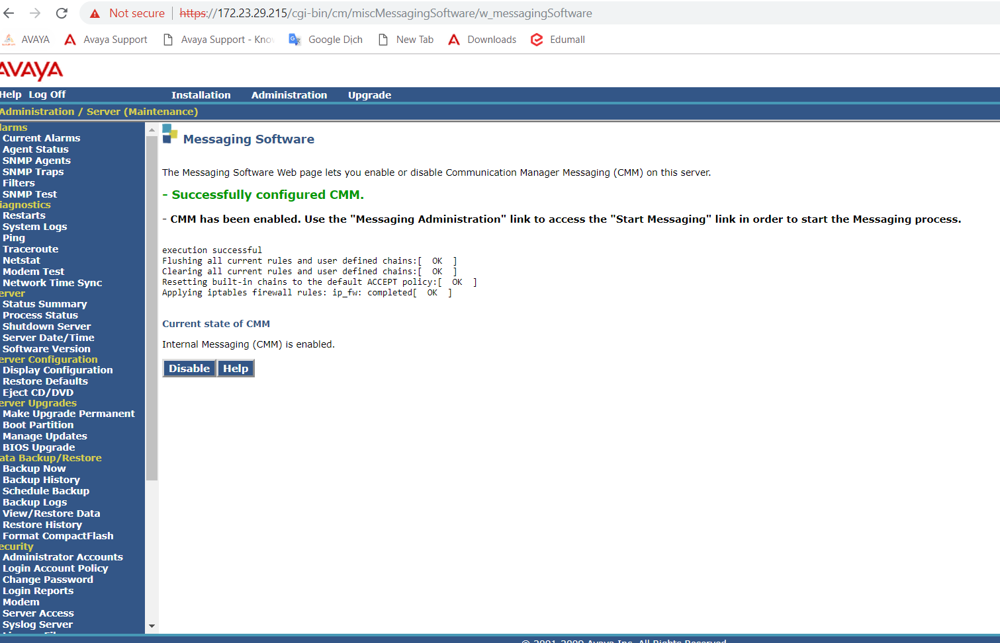 Not secure | https://172.23.29.215/cgi-bin/cm/miscMessagingSoftware/w_messagingSoftware
AVAYA Avaya Support Avaya Support - Kno Google Dịch New Tab Downloads Edumall
AVAYA
Help Log Off Installation Administration Upgrade
Administration / Server (Maintenance)
larms
Current Alarms
Agent Status
SNMP Agents
SNMP Traps
Filters
SNMP Test
iagnostics
Restarts
System Logs
Ping
Traceroute
Netstat
Modem Test
Network Time Sync
erver
Status Summary
Process Status
Shutdown Server
Server Date/Time
Software Version
erver Configuration
Display Configuration
Restore Defaults
Eject CD/DVD
erver Upgrades
Make Upgrade Permanent
Boot Partition
Manage Updates
BIOS Upgrade
ata Backup/Restore
Backup Now
Backup History
Schedule Backup
Backup Logs
View/Restore Data
Restore History
Format CompactFlash
ecurity
Administrator Accounts
Login Account Policy
Change Password
Login Reports
Modem
Server Access
Syslog Server
Messaging Software
The Messaging Software Web page lets you enable or disable Communication Manager Messaging (CMM) on this server.
- Successfully configured CMM.
- CMM has been enabled. Use the "Messaging Administration" link to access the "Start Messaging" link in order to start the Messaging process.
execution successful
Flushing all current rules and user defined chains:[  OK  ]
Clearing all current rules and user defined chains:[  OK  ]
Resetting built-in chains to the default ACCEPT policy:[  OK  ]
Applying iptables firewall rules: ip_fw: completed[  OK  ]
Current state of CMM
Internal Messaging (CMM) is enabled.
Disable Help
© 2001-2009 Avaya Inc. All Rights Reserved